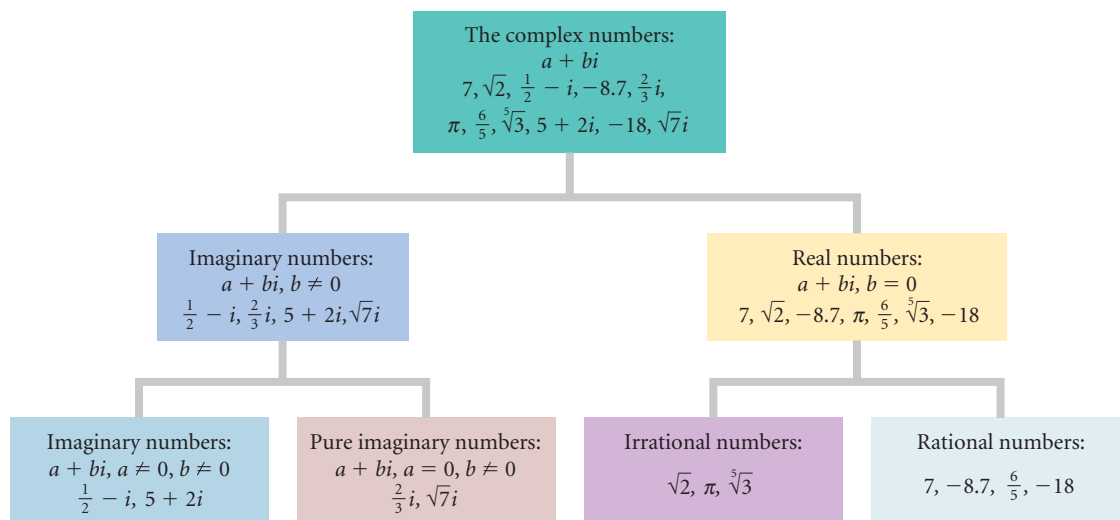 The complex numbers:
a + bi
7, √2, 1/2 − i, −8.7, 2/3 i,
π, 6/5, ⁵√3, 5 + 2i, −18, √7i
Imaginary numbers:
a + bi, b ≠ 0
1/2 − i, 2/3 i, 5 + 2i, √7i
Real numbers:
a + bi, b = 0
7, √2, −8.7, π, 6/5, ⁵√3, −18
Imaginary numbers:
a + bi, a ≠ 0, b ≠ 0
1/2 − i, 5 + 2i
Pure imaginary numbers:
a + bi, a = 0, b ≠ 0
2/3 i, √7i
Irrational numbers:
√2, π, ⁵√3
Rational numbers:
7, −8.7, 6/5, −18